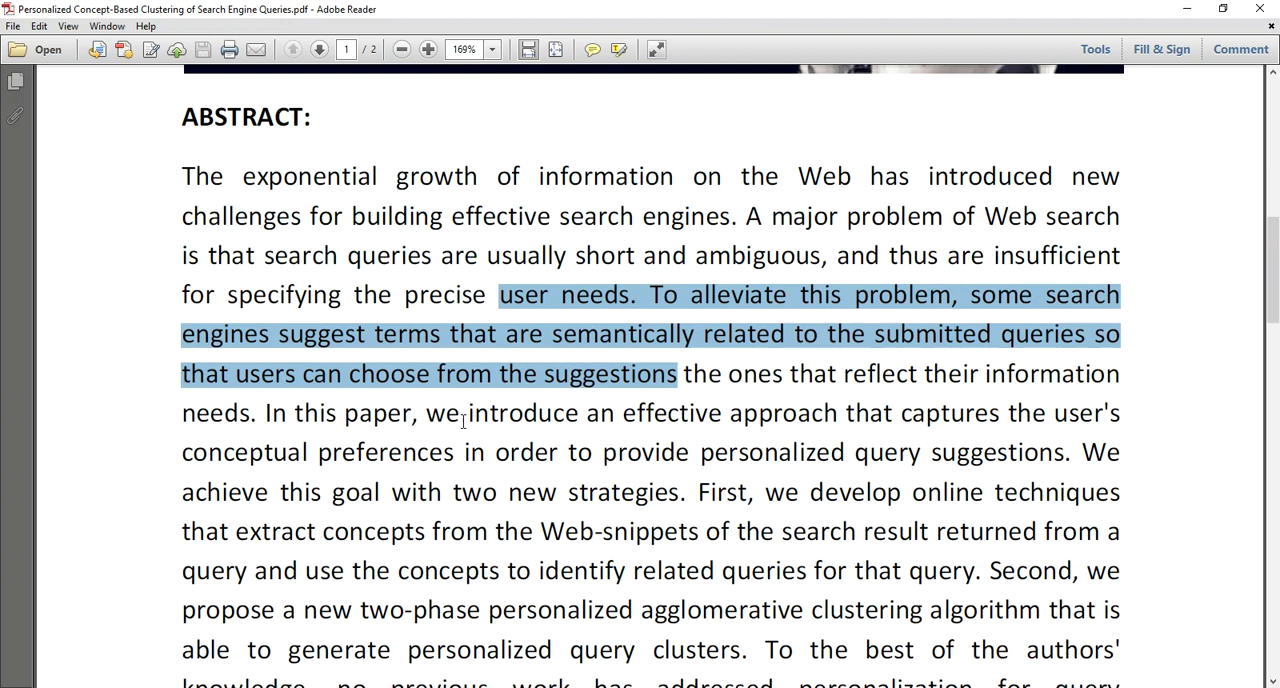 Personalized Concept-Based Clustering of Search Engine Queries.pdf - Adobe Reader
File Edit View Window Help
Open 1 / 2 169% Tools Fill & Sign Comment
ABSTRACT:
The exponential growth of information on the Web has introduced new
challenges for building effective search engines. A major problem of Web search
is that search queries are usually short and ambiguous, and thus are insufficient
for specifying the precise user needs. To alleviate this problem, some search
engines suggest terms that are semantically related to the submitted queries so
that users can choose from the suggestions the ones that reflect their information
needs. In this paper, we introduce an effective approach that captures the user's
conceptual preferences in order to provide personalized query suggestions. We
achieve this goal with two new strategies. First, we develop online techniques
that extract concepts from the Web-snippets of the search result returned from a
query and use the concepts to identify related queries for that query. Second, we
propose a new two-phase personalized agglomerative clustering algorithm that is
able to generate personalized query clusters. To the best of the authors'
knowledge, no previous work has addressed personalization for query